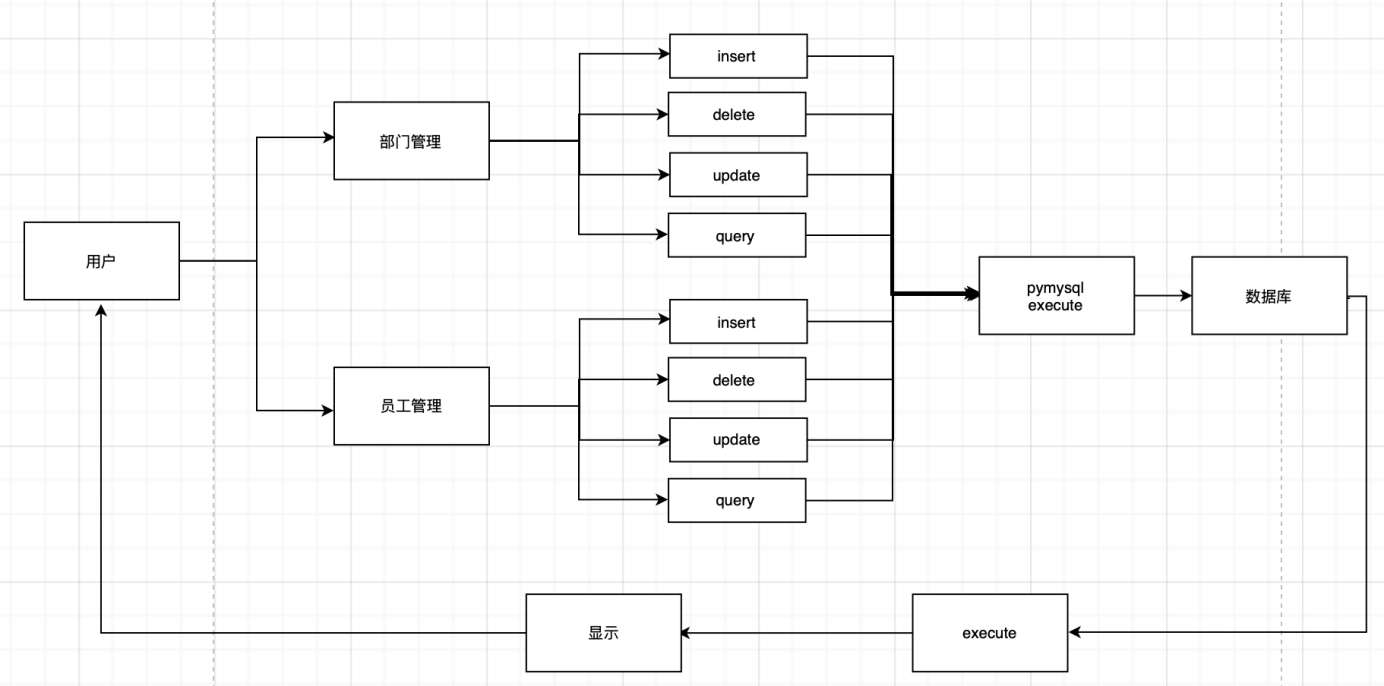 用户
部门管理
insert
delete
update
query
员工管理
insert
delete
update
query
pymysql
execute
数据库
execute
显示